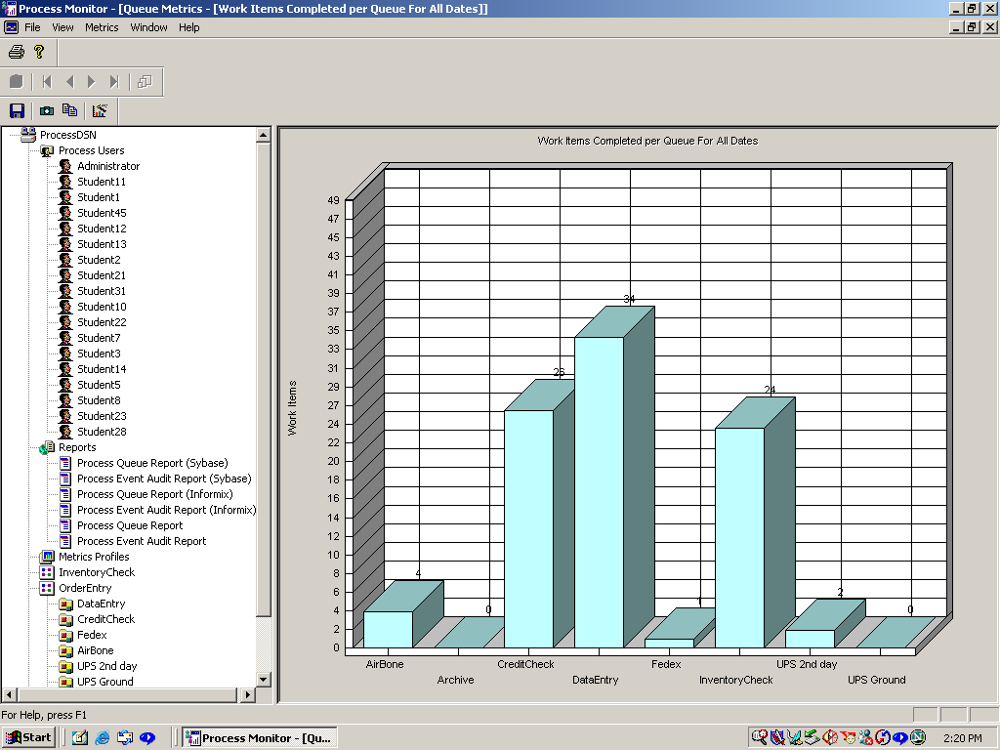 Process Monitor - [Queue Metrics - [Work Items Completed per Queue For All Dates]]
File View Metrics Window Help
ProcessDSN
Process Users
Administrator
Student11
Student1
Student45
Student12
Student13
Student2
Student21
Student31
Student10
Student22
Student7
Student3
Student14
Student5
Student8
Student23
Student28
Reports
Process Queue Report (Sybase)
Process Event Audit Report (Sybase)
Process Queue Report (Informix)
Process Event Audit Report (Informix)
Process Queue Report
Process Event Audit Report
Metrics Profiles
InventoryCheck
OrderEntry
DataEntry
CreditCheck
Fedex
AirBone
UPS 2nd day
UPS Ground
Work Items Completed per Queue For All Dates
Work Items
49
47
45
43
41
39
37
35
33
31
29
27
24
22
20
18
16
14
12
10
8
6
4
2
0
4
0
26
34
1
24
2
0
AirBone
Archive
CreditCheck
DataEntry
Fedex
InventoryCheck
UPS 2nd day
UPS Ground
For Help, press F1
Start
Process Monitor - [Qu...
2:20 PM